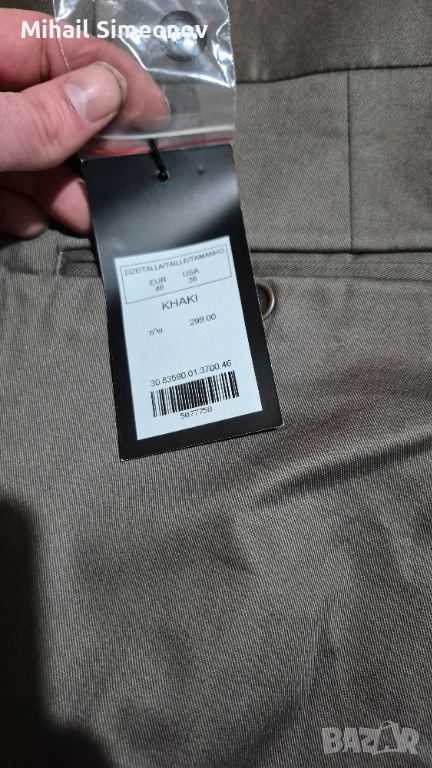 Mihail Simeonov
SIZE/TALLA/TAILLE/TAMANHO
EUR USA
46 36
KHAKI
ש"ח 299.00
30.83590.01.3700.46
5077758
BAZAR